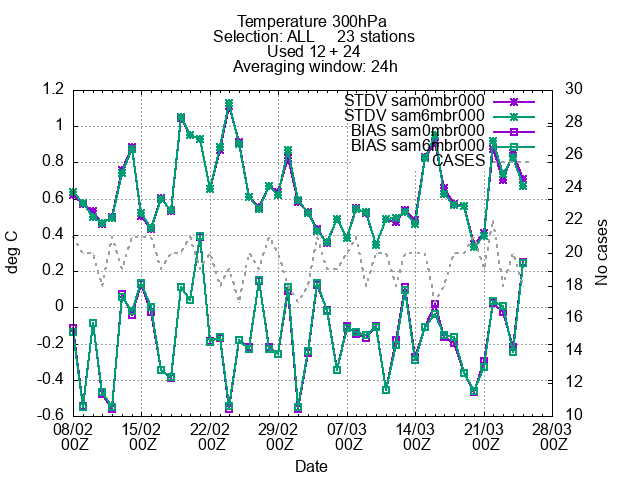 Temperature 300hPa
Selection: ALL 23 stations
Used 12 + 24
Averaging window: 24h
STDV sam0mbr000
STDV sam6mbr000
BIAS sam0mbr000
BIAS sam6mbr000
CASES
deg C
1.2
1
0.8
0.6
0.4
0.2
0
-0.2
-0.4
-0.6
No cases
30
28
26
24
22
20
18
16
14
12
10
08/02 15/02 22/02 29/02 07/03 14/03 21/03 28/03
00Z 00Z 00Z 00Z 00Z 00Z 00Z 00Z
Date